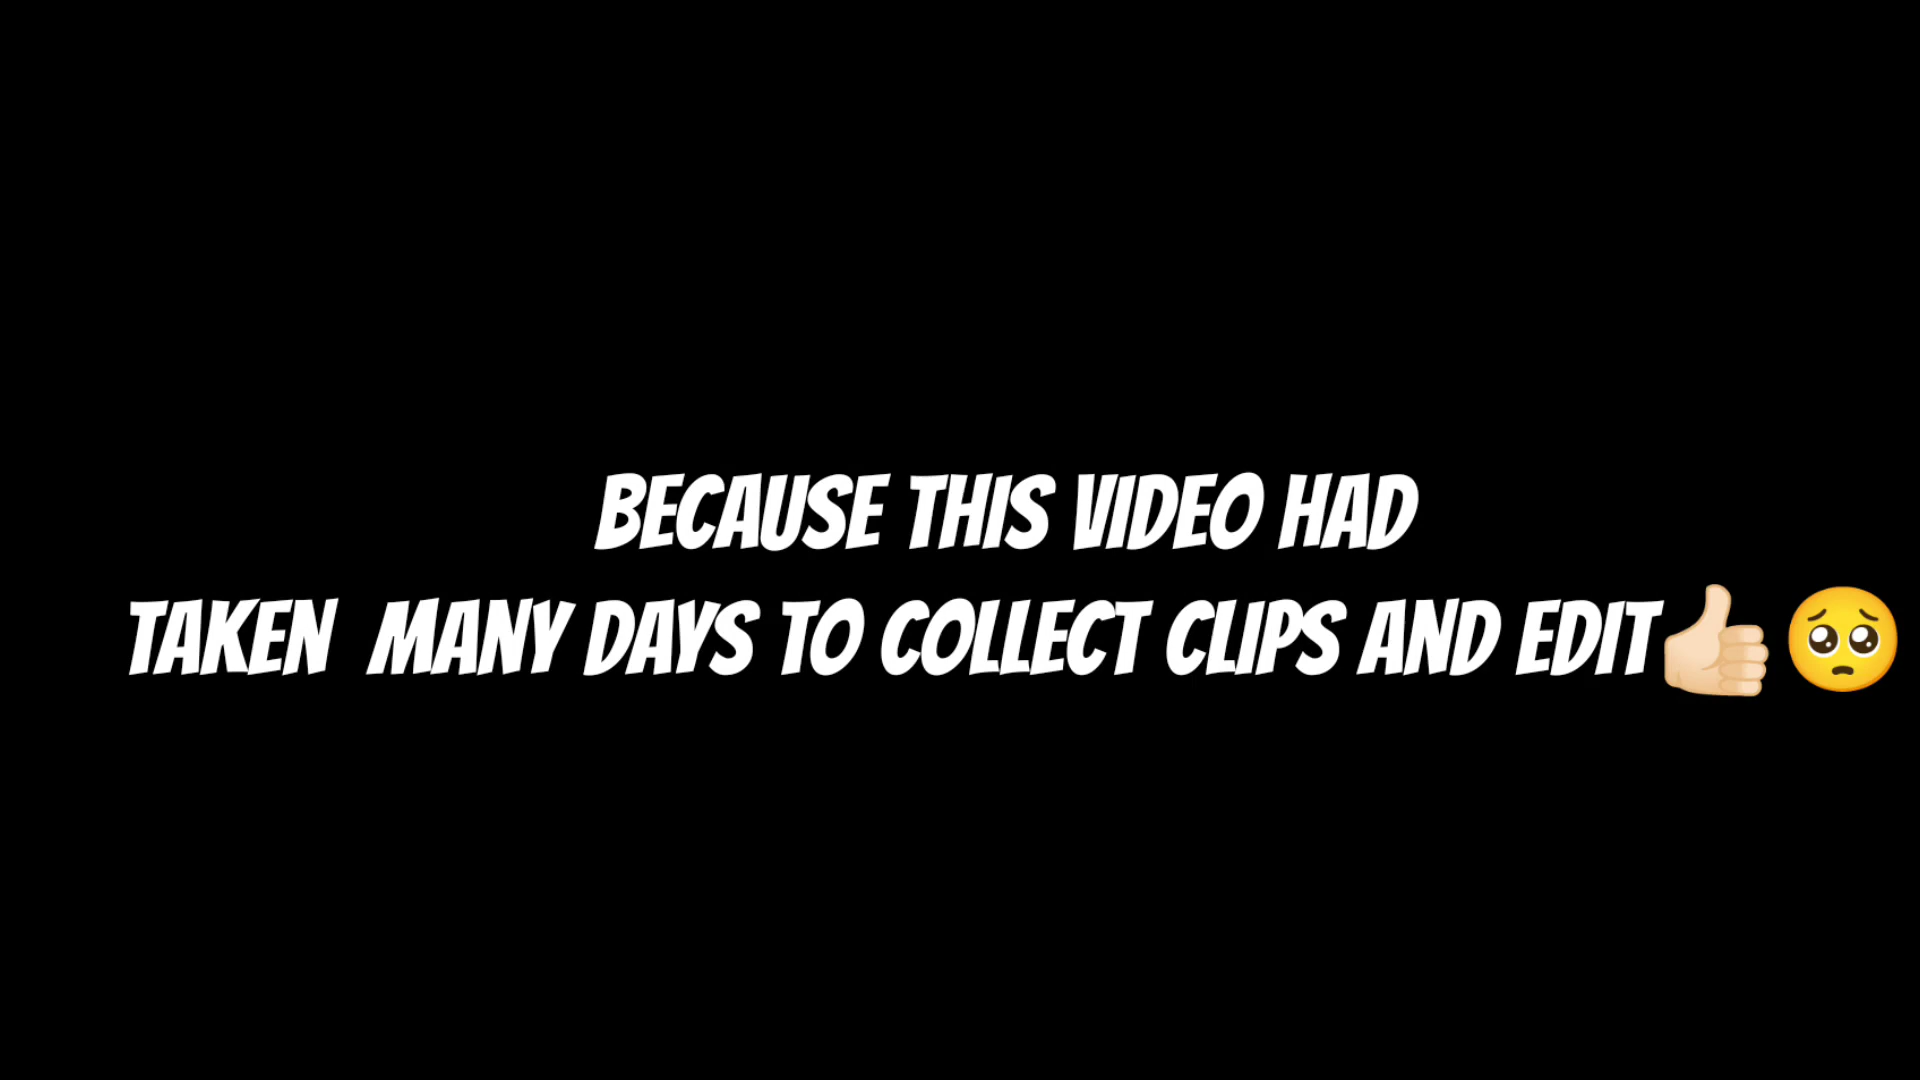 BECAUSE THIS VIDEO HAD
TAKEN  MANY DAYS TO COLLECT CLIPS AND EDIT👍🏻🥺